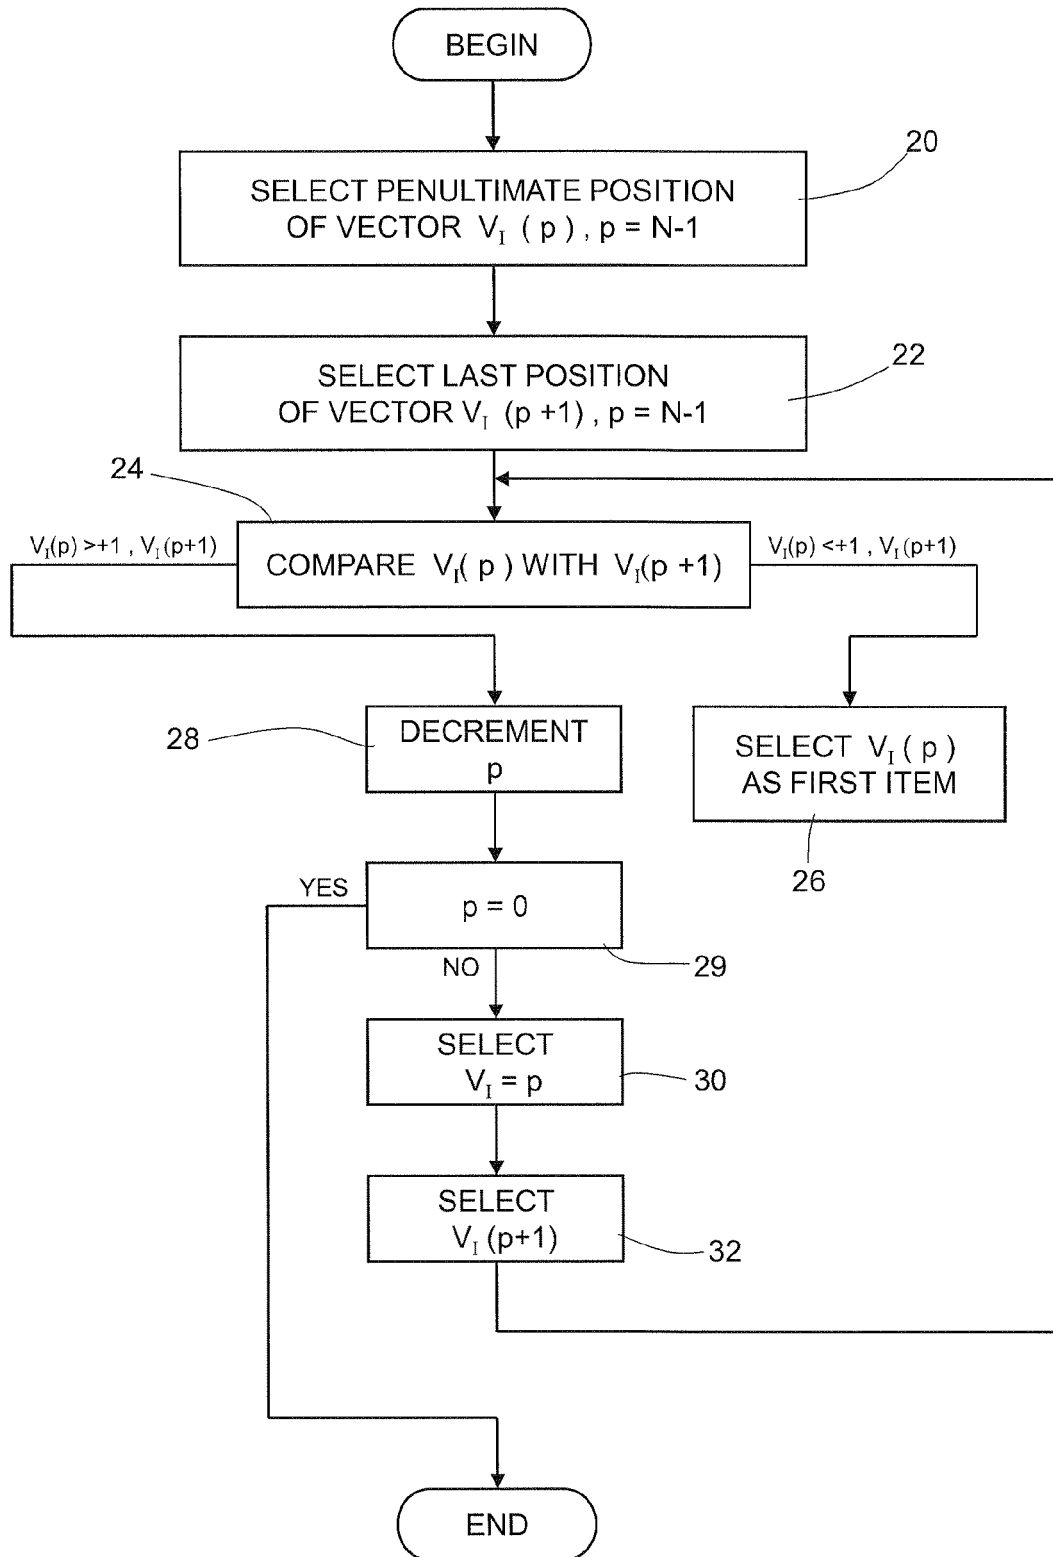 BEGIN
20
SELECT PENULTIMATE POSITION
OF VECTOR V_I ( p ) , p = N-1
22
SELECT LAST POSITION
OF VECTOR V_I (p +1) , p = N-1
24
V_I(p) >+1 , V_I(p+1)
COMPARE V_I( p ) WITH V_I(p +1)
V_I(p) <+1 , V_I(p+1)
28
DECREMENT
p
SELECT V_I ( p )
AS FIRST ITEM
26
YES
p = 0
NO
29
SELECT
V_I = p
30
SELECT
V_I (p+1)
32
END